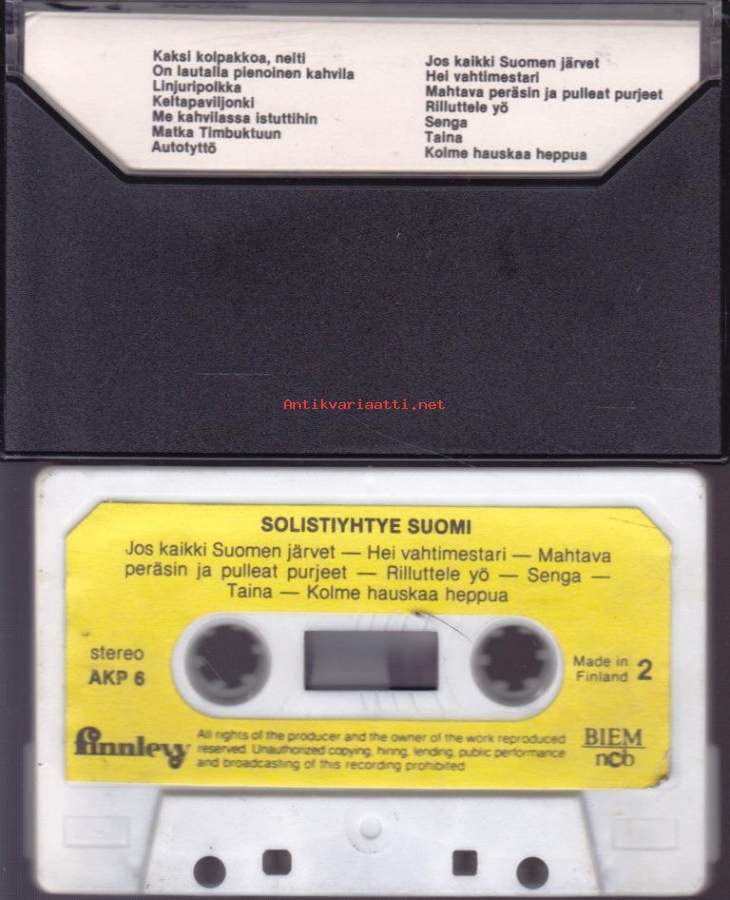 Kaksi kolpakkoa, neiti
On lautalla pienoinen kahvila
Linjuripolkka
Keltapaviljonki
Me kahvilassa istuttihin
Matka Timbuktuun
Autotyttö
Jos kaikki Suomen järvet
Hei vahtimestari
Mahtava peräsin ja pulleat purjeet
Rilluttele yö
Senga
Taina
Kolme hauskaa heppua
Antikvariaatti.net
SOLISTIYHTYE SUOMI
Jos kaikki Suomen järvet — Hei vahtimestari — Mahtava
peräsin ja pulleat purjeet — Rilluttele yö — Senga —
Taina — Kolme hauskaa heppua
stereo
AKP 6
Made in
Finland 2
finnlevy
All rights of the producer and the owner of the work reproduced
reserved. Unauthorized copying, hiring, lending, public performance
and broadcasting of this recording prohibited
BIEM
ncb